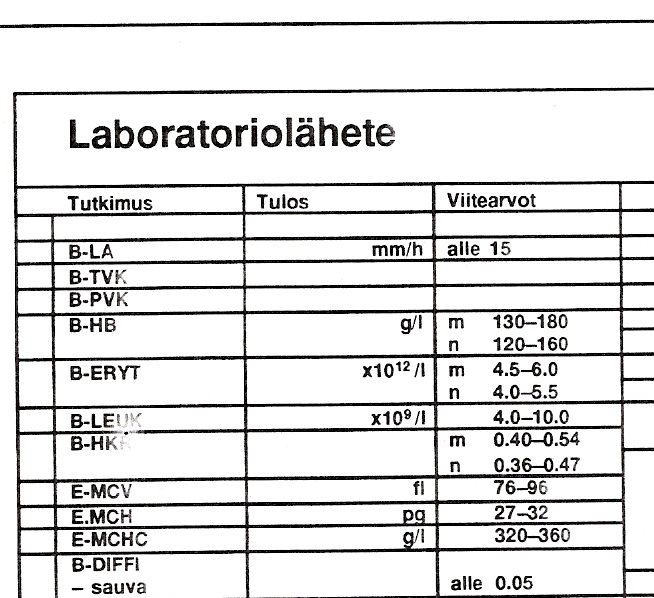 Laboratoriolähete
Tutkimus Tulos Viitearvot
B-LA mm/h alle 15
B-TVK
B-PVK
B-HB g/l m 130–180
n 120–160
B-ERYT x10¹²/l m 4.5–6.0
n 4.0–5.5
B-LEUK x10⁹/l 4.0–10.0
B-HKR m 0.40–0.54
n 0.36–0.47
E-MCV fl 76–96
E.MCH pg 27–32
E-MCHC g/l 320–360
B-DIFFI
– sauva alle 0.05